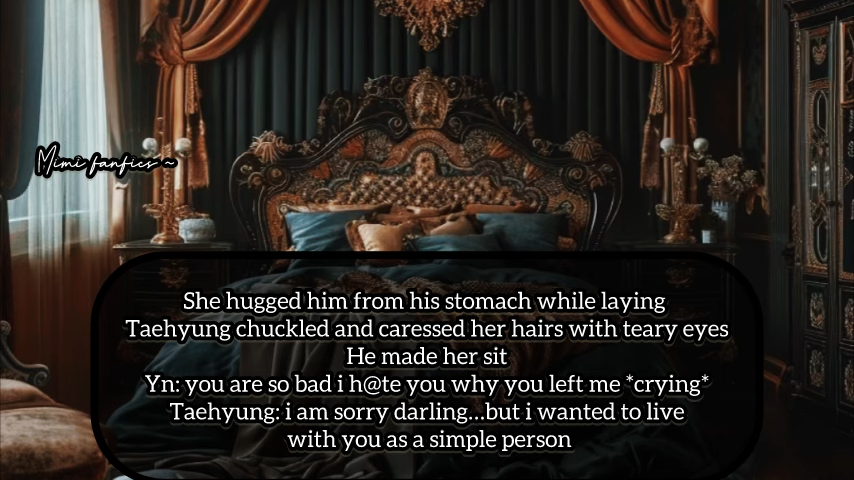 Mimi fanfics ~
She hugged him from his stomach while laying
Taehyung chuckled and caressed her hairs with teary eyes
He made her sit
Yn: you are so bad i h@te you why you left me *crying*
Taehyung: i am sorry darling...but i wanted to live
with you as a simple person